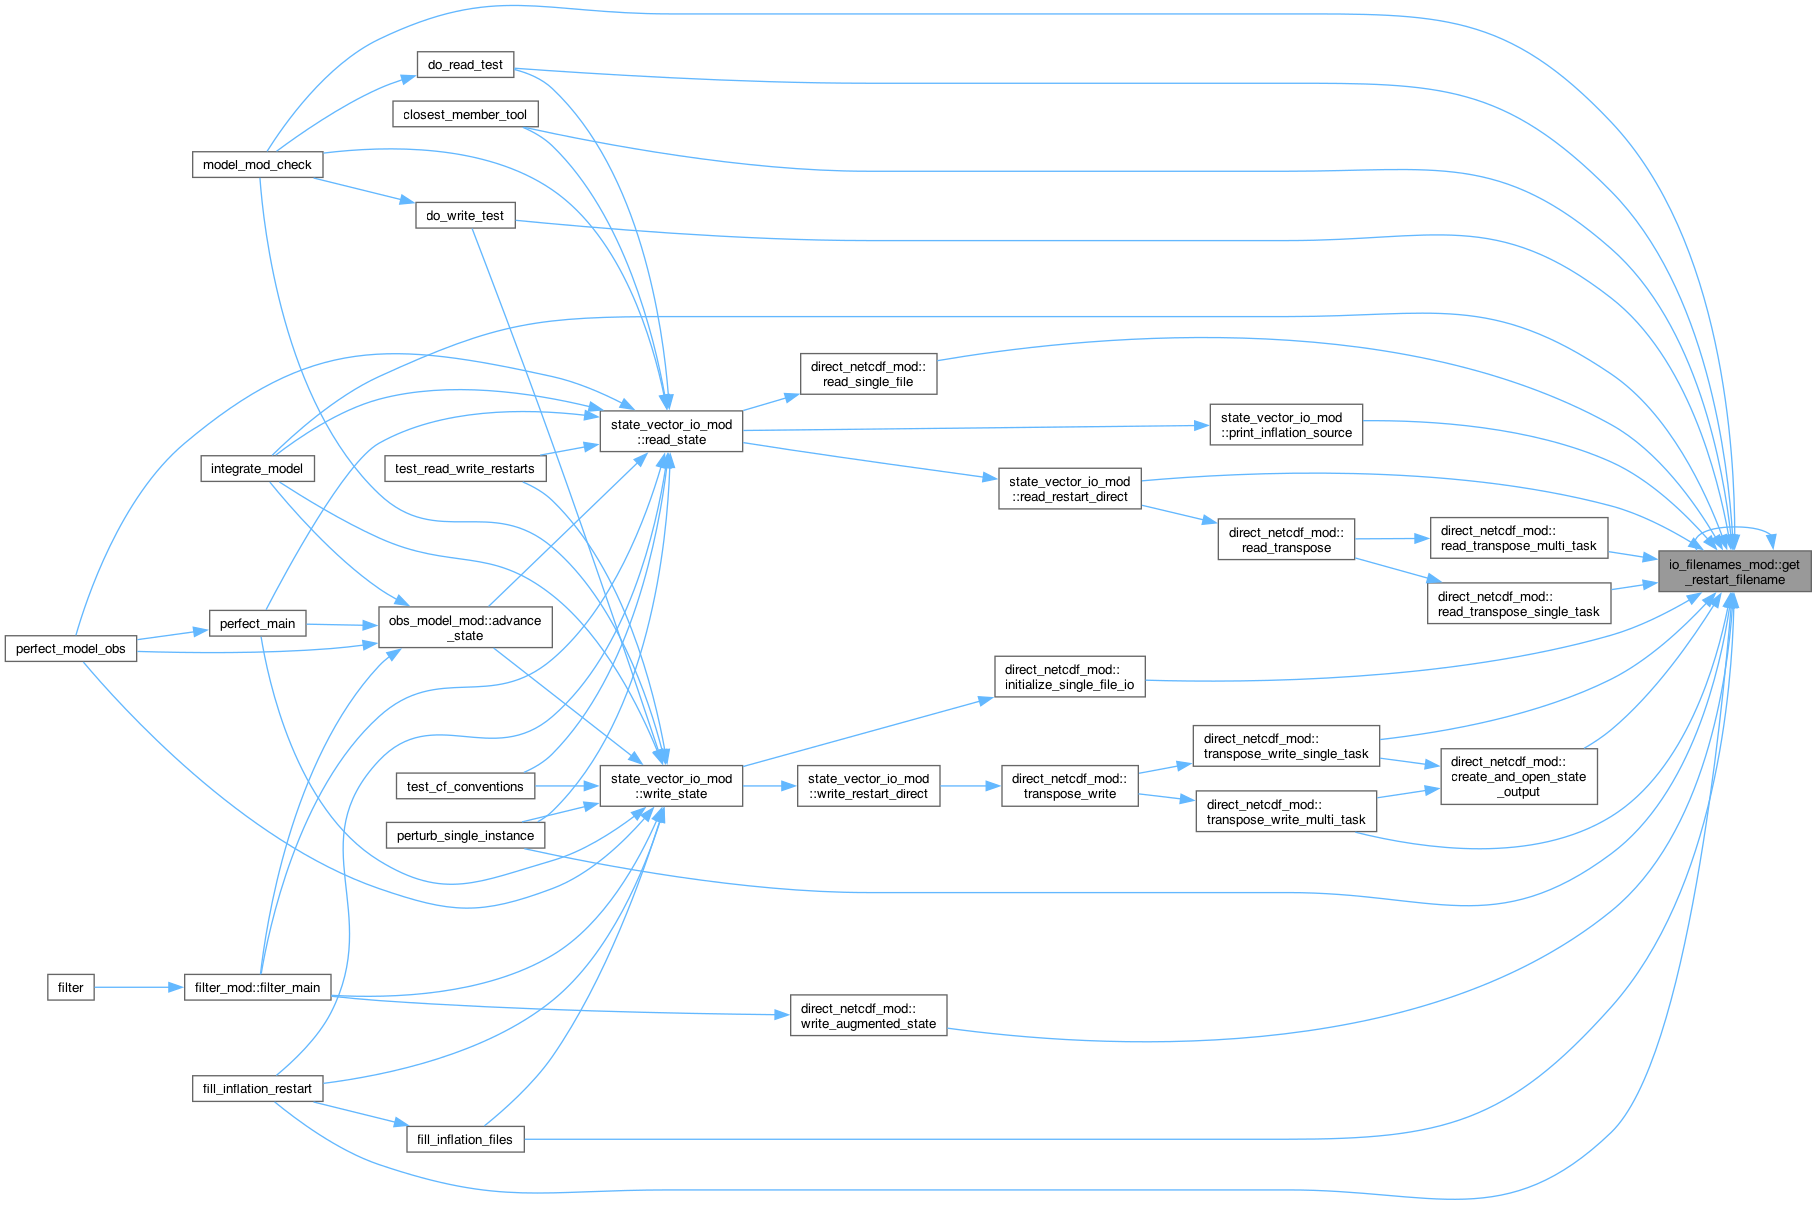 do_read_test
closest_member_tool
model_mod_check
do_write_test
direct_netcdf_mod::
read_single_file
state_vector_io_mod
::print_inflation_source
state_vector_io_mod
::read_state
integrate_model
test_read_write_restarts
state_vector_io_mod
::read_restart_direct
direct_netcdf_mod::
read_transpose
direct_netcdf_mod::
read_transpose_multi_task
io_filenames_mod::get
_restart_filename
direct_netcdf_mod::
read_transpose_single_task
perfect_main
obs_model_mod::advance
_state
perfect_model_obs
direct_netcdf_mod::
initialize_single_file_io
direct_netcdf_mod::
transpose_write_single_task
direct_netcdf_mod::
create_and_open_state
_output
test_cf_conventions
state_vector_io_mod
::write_state
state_vector_io_mod
::write_restart_direct
direct_netcdf_mod::
transpose_write
direct_netcdf_mod::
transpose_write_multi_task
perturb_single_instance
filter
filter_mod::filter_main
direct_netcdf_mod::
write_augmented_state
fill_inflation_restart
fill_inflation_files